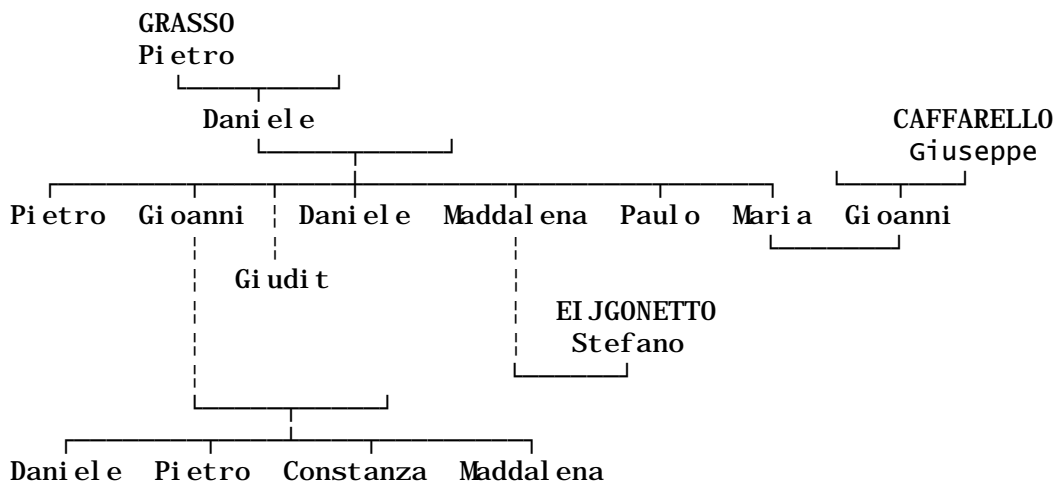 GRASSO
Pietro
Daniele CAFFARELLO
Giuseppe
Pietro Gioanni Daniele Maddalena Paulo Maria Gioanni
Giudit
EIJGONETTO
Stefano
Daniele Pietro Constanza Maddalena